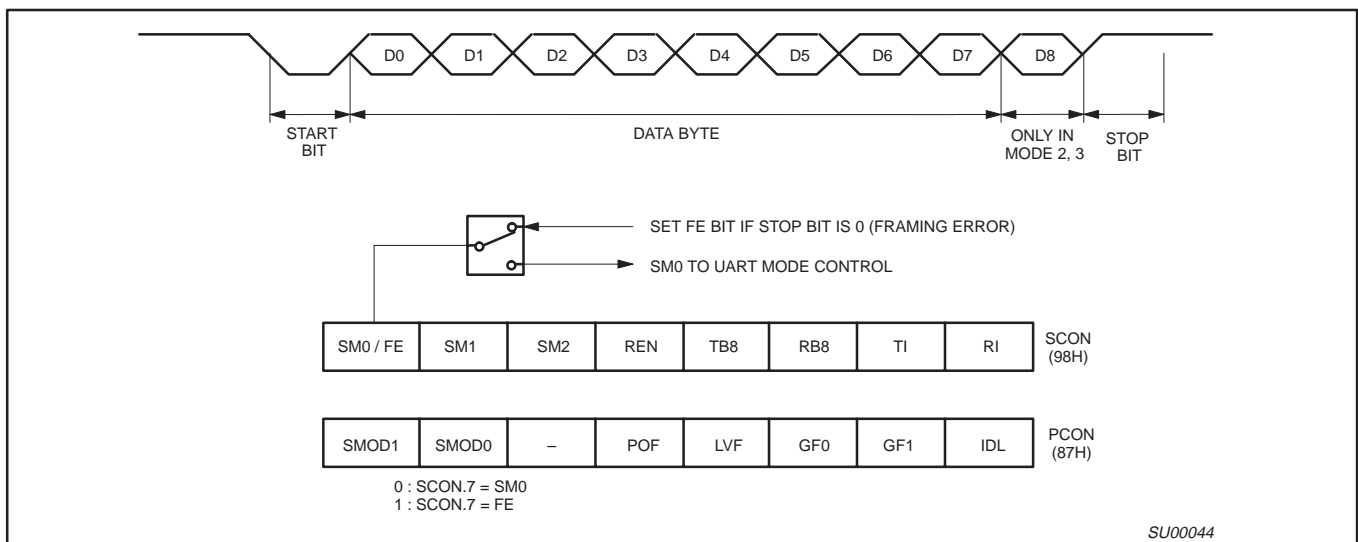 D0 D1 D2 D3 D4 D5 D6 D7 D8
START
BIT
DATA BYTE
ONLY IN
MODE 2, 3
STOP
BIT
SET FE BIT IF STOP BIT IS 0 (FRAMING ERROR)
SM0 TO UART MODE CONTROL
SM0 / FE SM1 SM2 REN TB8 RB8 TI RI
SCON
(98H)
SMOD1 SMOD0 – POF LVF GF0 GF1 IDL
PCON
(87H)
0 : SCON.7 = SM0
1 : SCON.7 = FE
SU00044